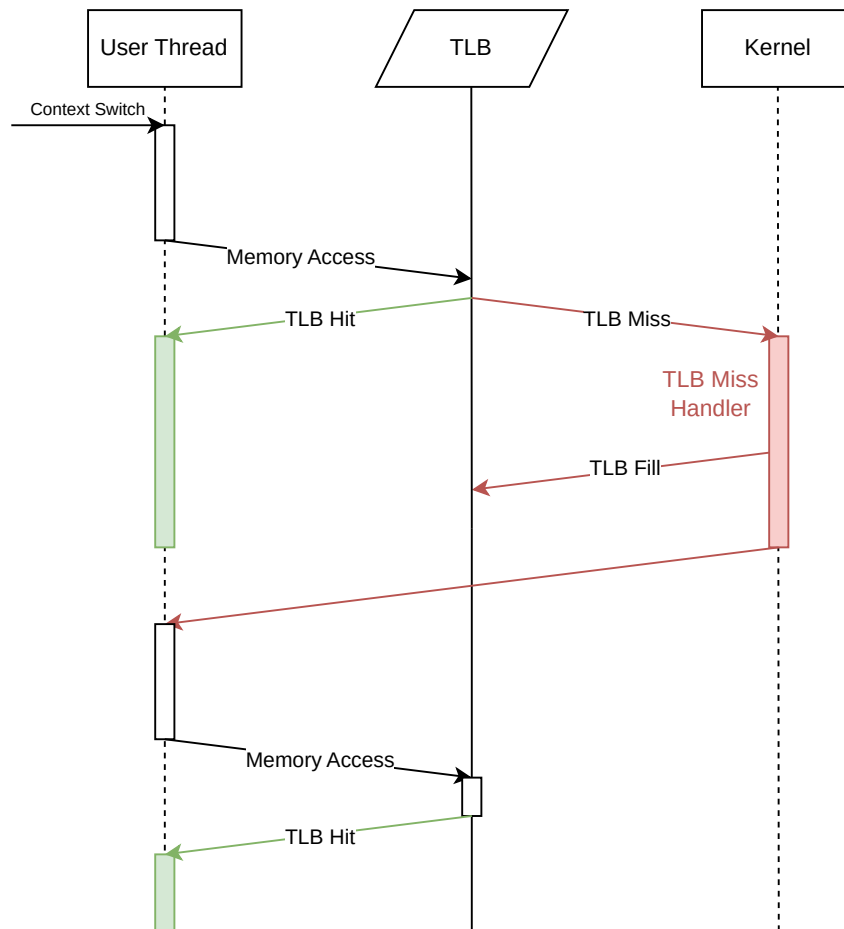 User Thread
TLB
Kernel
Context Switch
Memory Access
TLB Hit
TLB Miss
TLB Miss
Handler
TLB Fill
Memory Access
TLB Hit